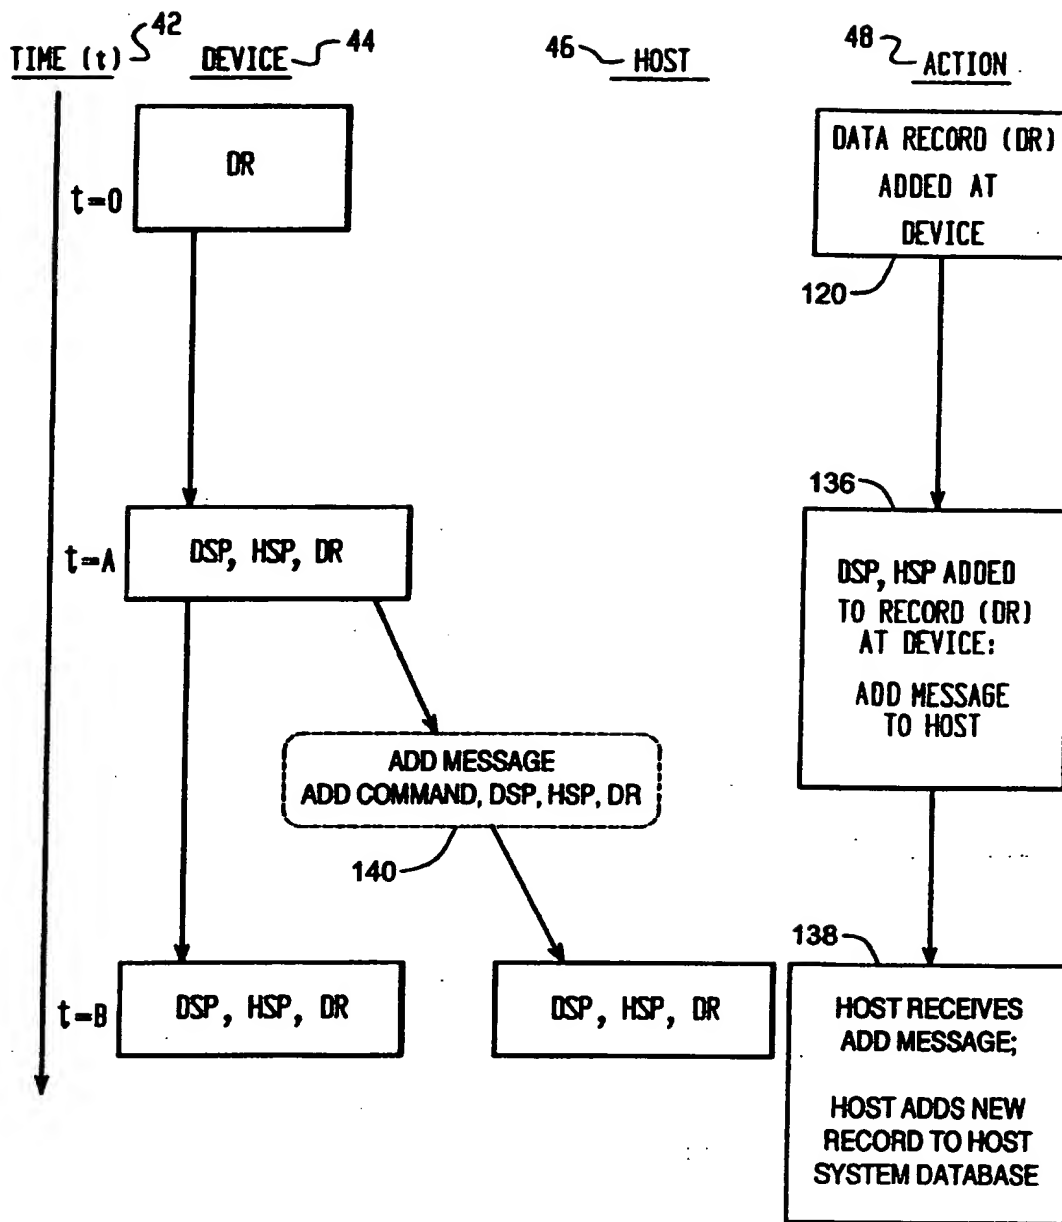 TIME (t) 42
DEVICE 44
46 HOST
48 ACTION
t=0
DR
DATA RECORD (DR)
ADDED AT
DEVICE
120
t=A
DSP, HSP, DR
136
DSP, HSP ADDED
TO RECORD (DR)
AT DEVICE:
ADD MESSAGE
TO HOST
ADD MESSAGE
ADD COMMAND, DSP, HSP, DR
140
t=B
DSP, HSP, DR
DSP, HSP, DR
138
HOST RECEIVES
ADD MESSAGE;
HOST ADDS NEW
RECORD TO HOST
SYSTEM DATABASE